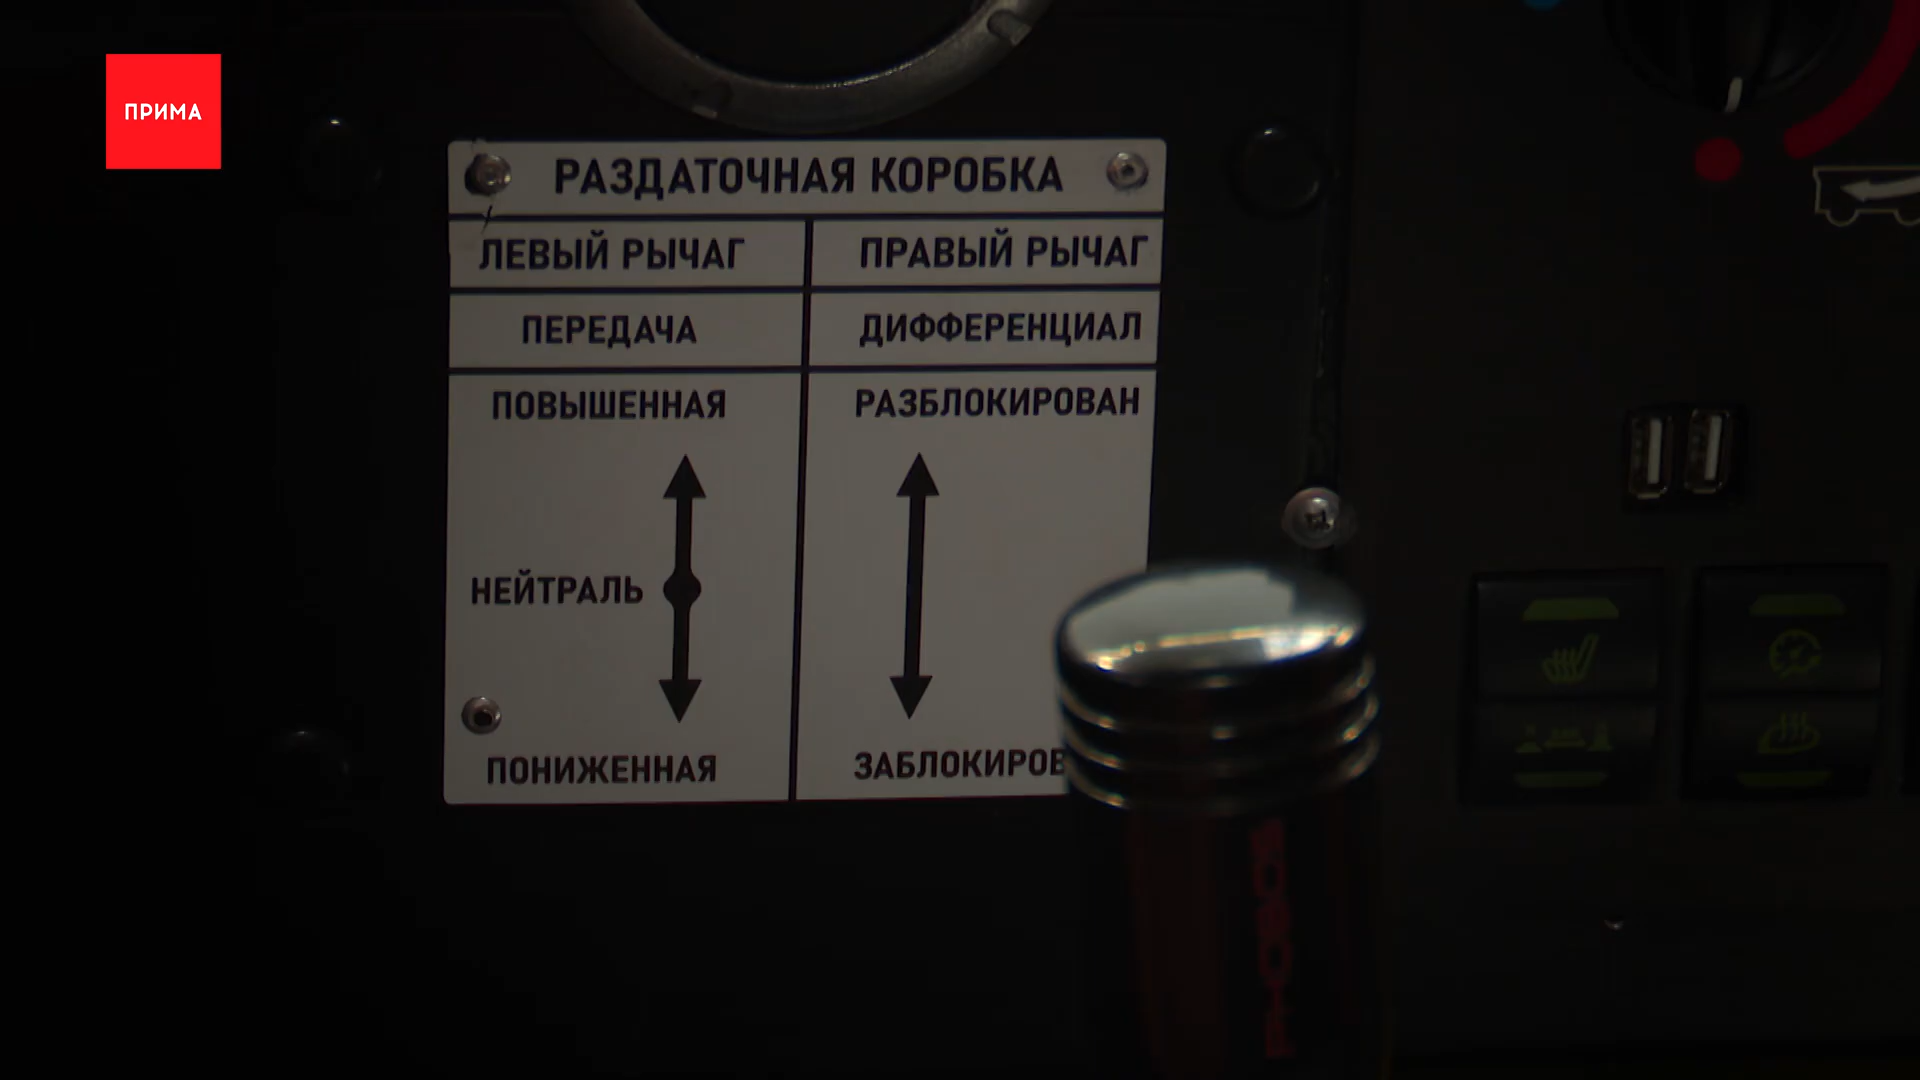 ПРИМА
РАЗДАТОЧНАЯ КОРОБКА
ЛЕВЫЙ РЫЧАГ
ПРАВЫЙ РЫЧАГ
ПЕРЕДАЧА
ДИФФЕРЕНЦИАЛ
ПОВЫШЕННАЯ
РАЗБЛОКИРОВАН
НЕЙТРАЛЬ
ПОНИЖЕННАЯ
ЗАБЛОКИРОВ